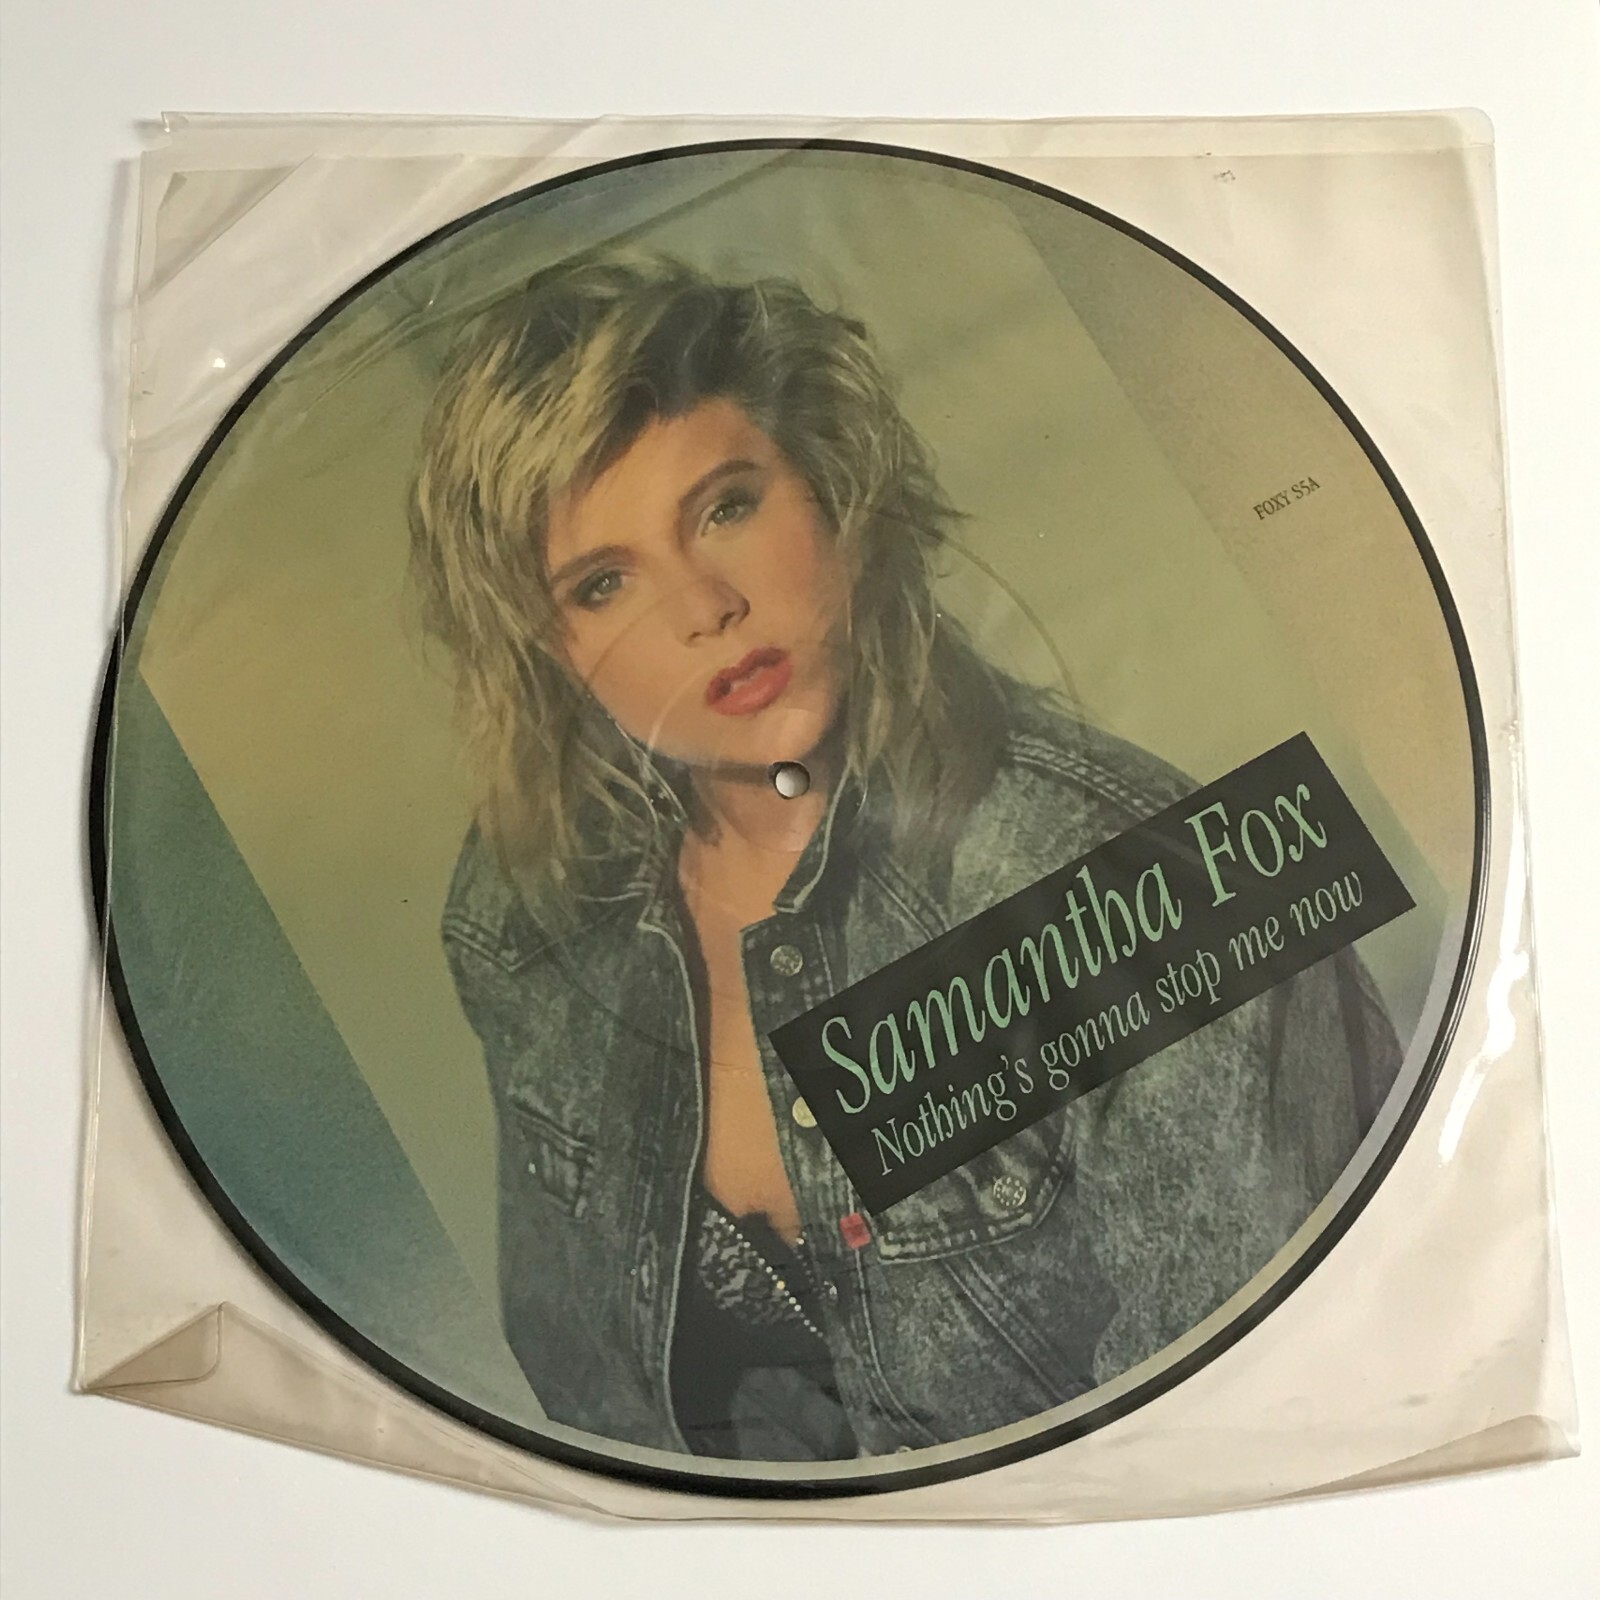 FOXY S5A
Samantha Fox
Nothing's gonna stop me now